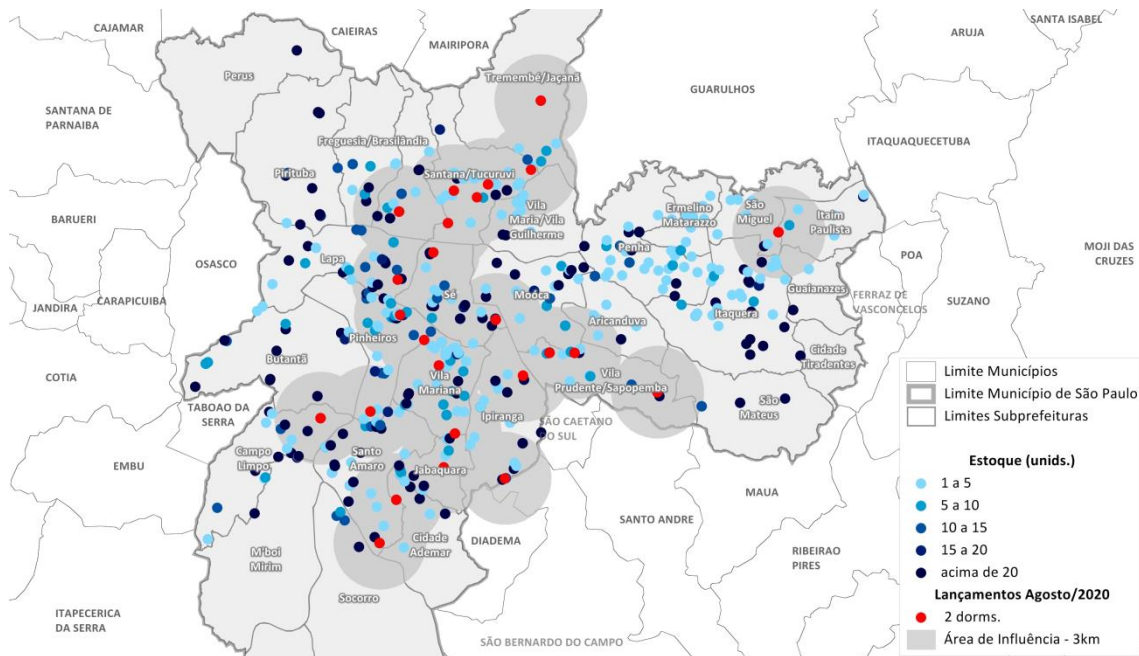 CAJAMAR
CAIEIRAS
MAIRIPORA
SANTA ISABEL
ARUJA
Perus
Tremembé/Jaçanã
GUARULHOS
SANTANA DE
PARNAIBA
Freguesia/Brasilândia
ITAQUAQUECETUBA
Pirituba
Santana/Tucuruvi
BARUERI
Vila
Maria/Vila
Guilherme
Ermelino
Matarazzo
São
Miguel
Itaim
Paulista
OSASCO
Lapa
Penha
POA
MOJI DAS
CRUZES
JANDIRA
CARAPICUIBA
Sé
Moóca
Guaianazes
FERRAZ DE
VASCONCELOS
SUZANO
Aricanduva
Itaquera
Pinheiros
Butantã
Cidade
Tiradentes
COTIA
Vila
Mariana
Vila
Prudente/Sapopemba
TABOAO DA
SERRA
Ipiranga
SÃO CAETANO
DO SUL
São
Mateus
EMBU
Campo
Limpo
Santo
Amaro
Jabaquara
MAUA
SANTO ANDRE
Cidade
Ademar
DIADEMA
M'boi
Mirim
RIBEIRAO
PIRES
Socorro
ITAPECERICA
DA SERRA
SÃO BERNARDO DO CAMPO
Limite Municípios
Limite Município de São Paulo
Limites Subprefeituras
Estoque (unids.)
1 a 5
5 a 10
10 a 15
15 a 20
acima de 20
Lançamentos Agosto/2020
2 dorms.
Área de Influência - 3km